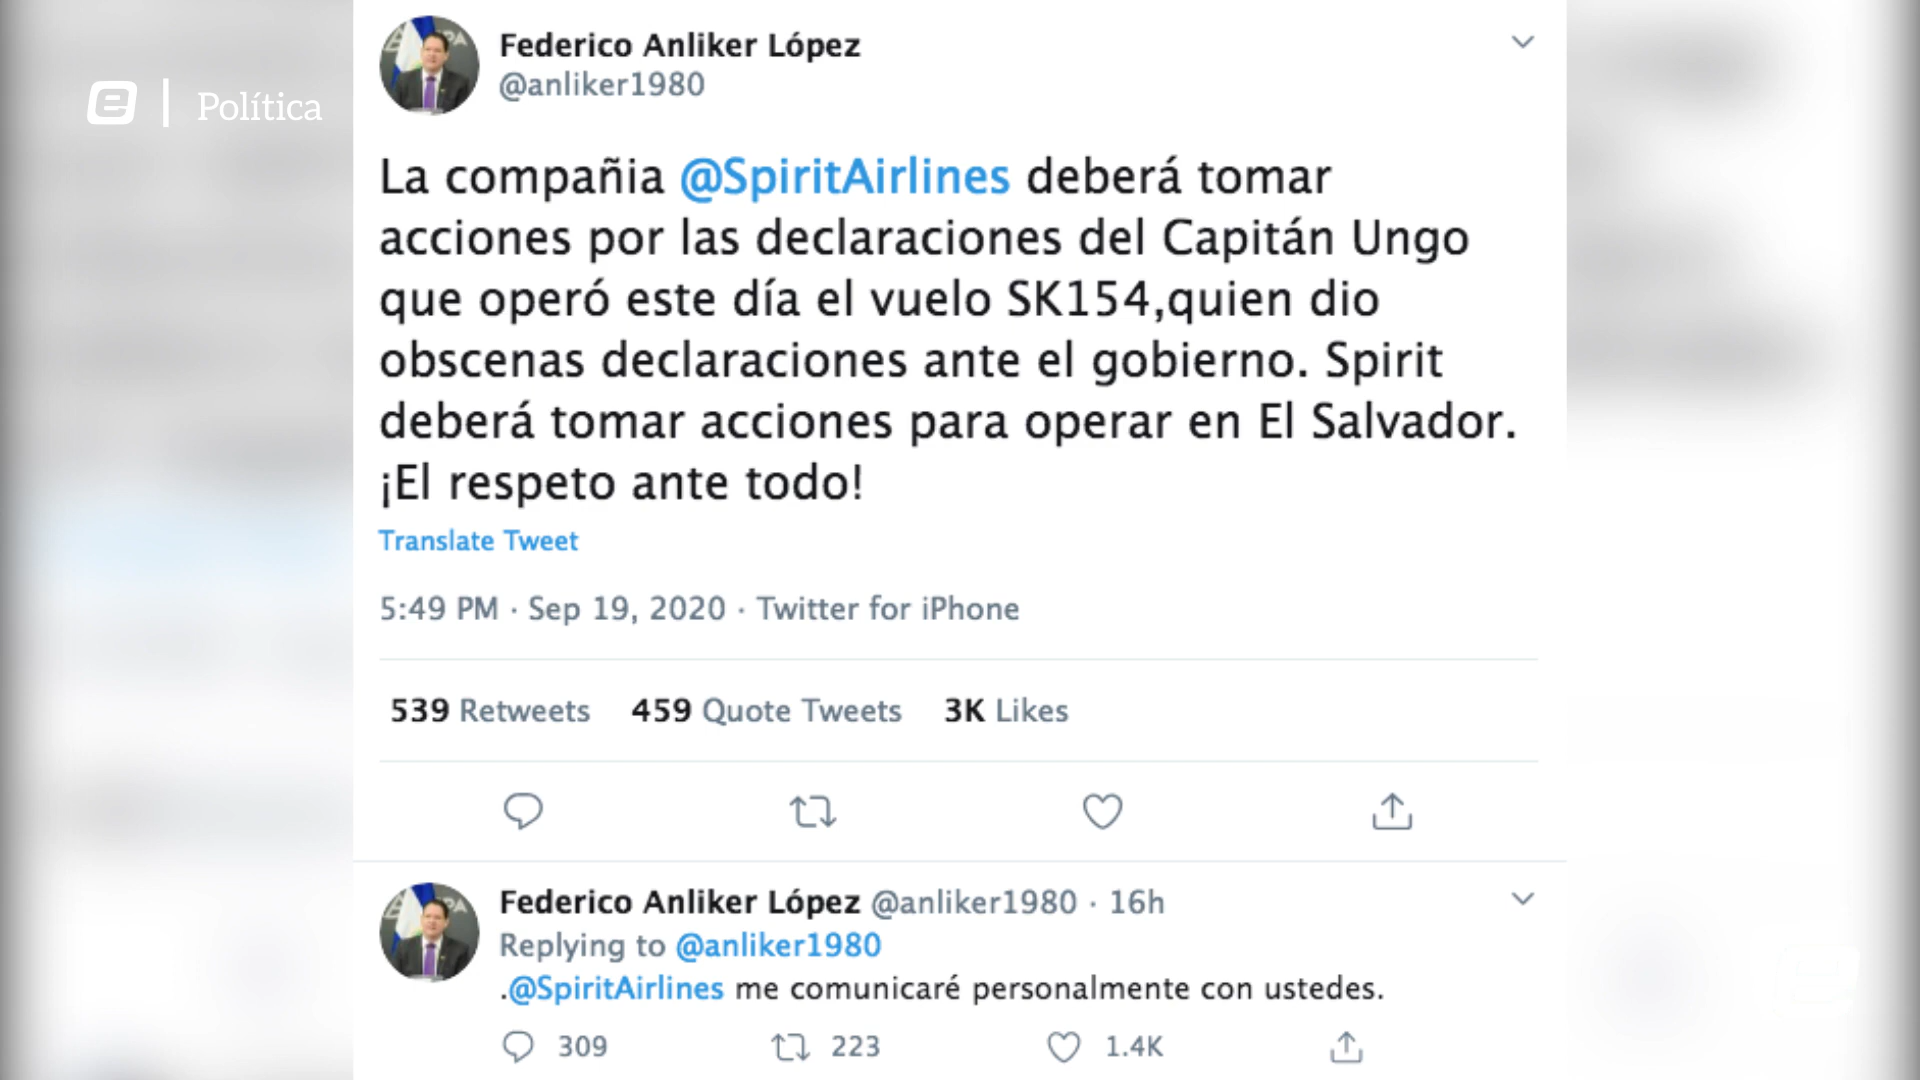 Federico Anliker López
@anliker1980
e | Política
La compañia @SpiritAirlines deberá tomar
acciones por las declaraciones del Capitán Ungo
que operó este día el vuelo SK154,quien dio
obscenas declaraciones ante el gobierno. Spirit
deberá tomar acciones para operar en El Salvador.
¡El respeto ante todo!
Translate Tweet
5:49 PM · Sep 19, 2020 · Twitter for iPhone
539 Retweets 459 Quote Tweets 3K Likes
Federico Anliker López @anliker1980 · 16h
Replying to @anliker1980
.@SpiritAirlines me comunicaré personalmente con ustedes.
309 223 1.4K